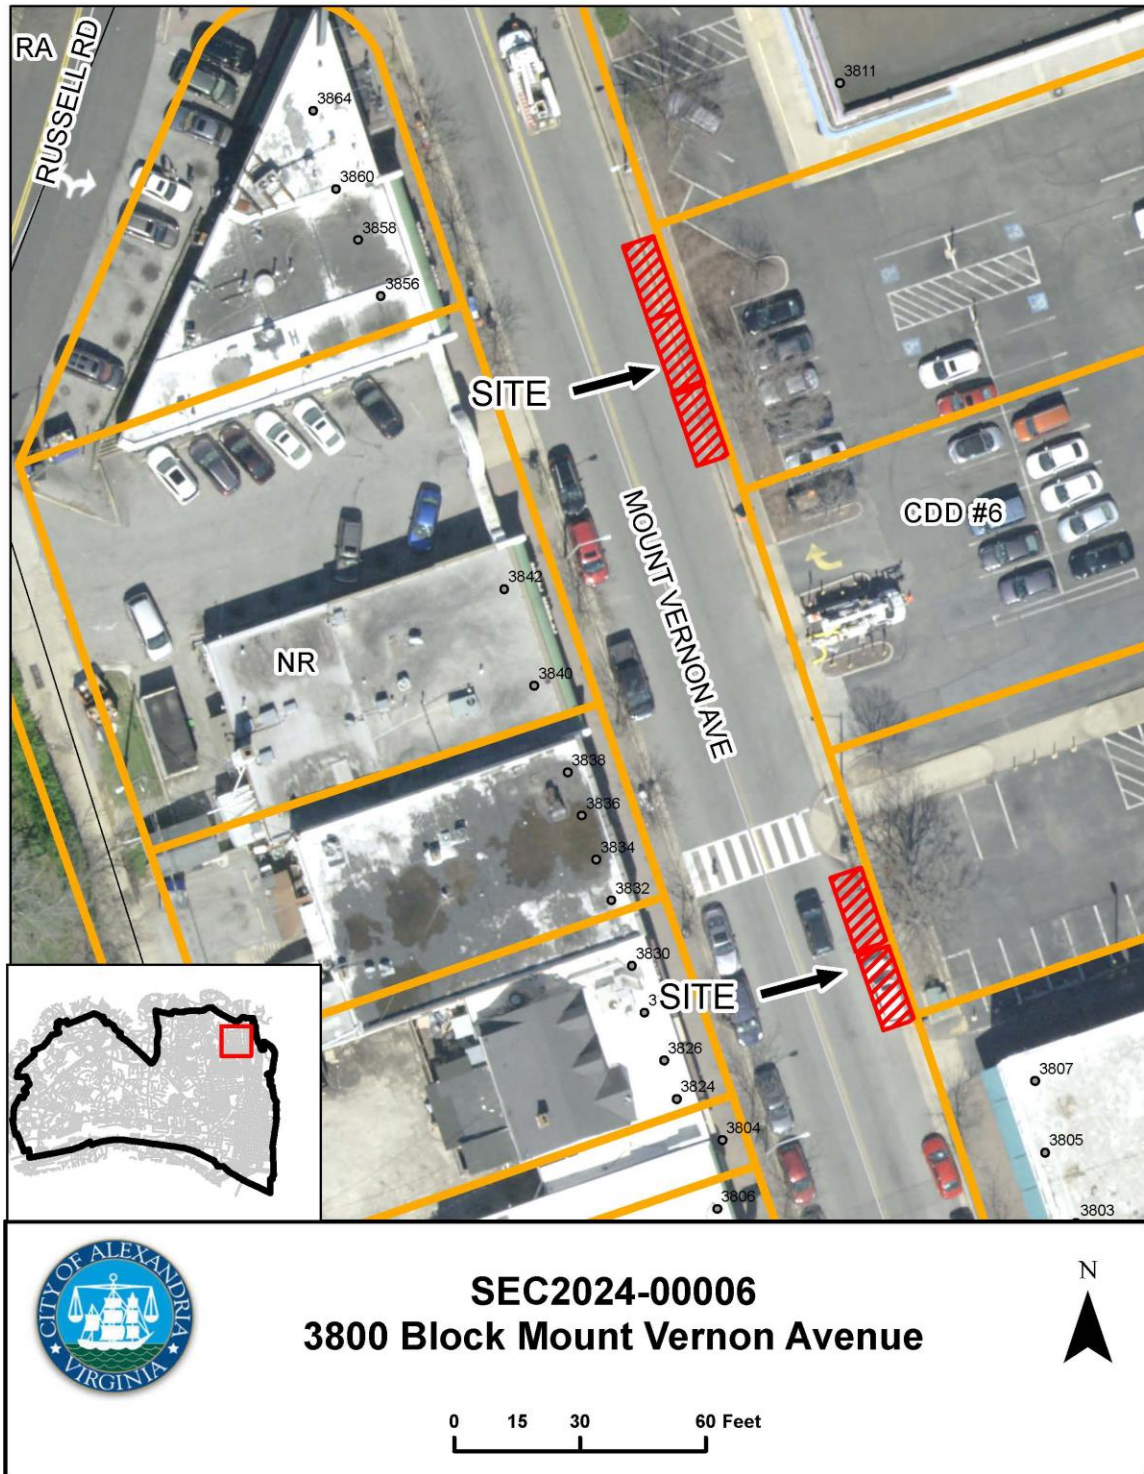 RA
RUSSELL RD
3811
3864
3860
3858
3856
SITE
MOUNT VERNON AVE
CDD #6
3842
NR
3840
3838
3836
3834
3832
3830
3
SITE
3826
3824
3807
3804
3805
3806
3803
CITY OF ALEXANDRIA
VIRGINIA
SEC2024-00006
3800 Block Mount Vernon Avenue
N
0 15 30 60 Feet